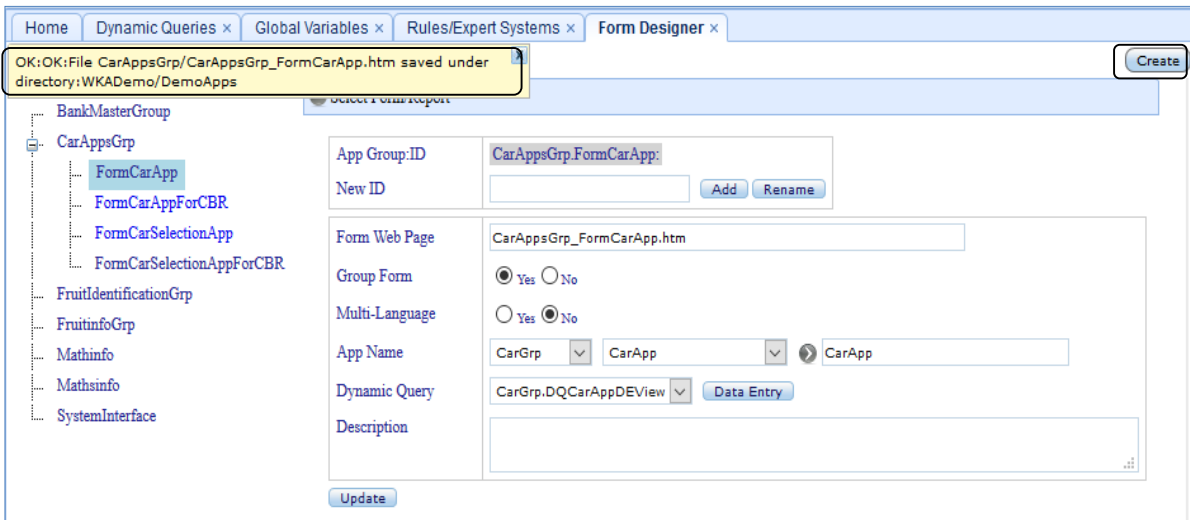 Home Dynamic Queries × Global Variables × Rules/Expert Systems × Form Designer ×
OK:OK:File CarAppsGrp/CarAppsGrp_FormCarApp.htm saved under
directory:WKADemo/DemoApps
x
Create
Select Form/Report
BankMasterGroup
CarAppsGrp
FormCarApp
FormCarAppForCBR
FormCarSelectionApp
FormCarSelectionAppForCBR
FruitIdentificationGrp
FruitinfoGrp
Mathinfo
Mathsinfo
SystemInterface
App Group:ID CarAppsGrp.FormCarApp:
New ID Add Rename
Form Web Page CarAppsGrp_FormCarApp.htm
Group Form Yes No
Multi-Language Yes No
App Name CarGrp CarApp CarApp
Dynamic Query CarGrp.DQCarAppDEView Data Entry
Description
Update